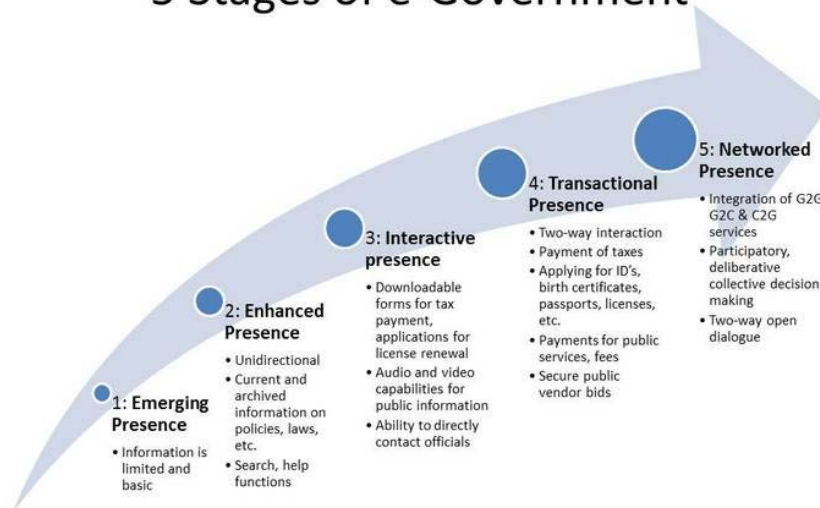 5 Stages of e-Government
1: Emerging
Presence
• Information is
limited and
basic
2: Enhanced
Presence
• Unidirectional
• Current and
archived
information on
policies, laws,
etc.
• Search, help
functions
3: Interactive
presence
• Downloadable
forms for tax
payment,
applications for
license renewal
• Audio and video
capabilities for
public information
• Ability to directly
contact officials
4: Transactional
Presence
• Two-way interaction
• Payment of taxes
• Applying for ID's,
birth certificates,
passports, licenses,
etc.
• Payments for public
services, fees
• Secure public
vendor bids
5: Networked
Presence
• Integration of G2G
G2C & C2G
services
• Participatory,
deliberative
collective decision
making
• Two-way open
dialogue